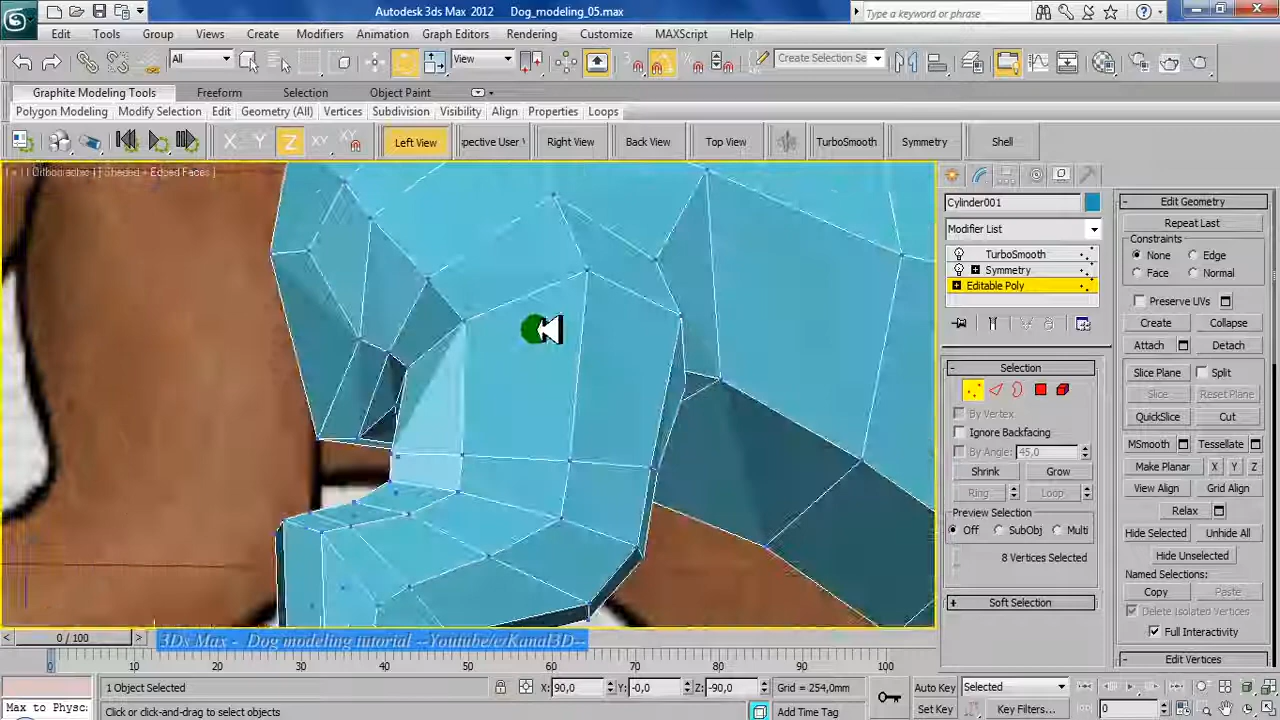 Autodesk 3ds Max 2012 Dog_modeling_05.max
Type a keyword or phrase
Edit Tools Group Views Create Modifiers Animation Graph Editors Rendering Customize MAXScript Help
All View Create Selection Se
Graphite Modeling Tools Freeform Selection Object Paint
Polygon Modeling Modify Selection Edit Geometry (All) Vertices Subdivision Visibility Align Properties Loops
X Y Z XY XY Left View pective User V Right View Back View Top View TurboSmooth Symmetry Shell
Orthographic ] [ Shaded + Edged Faces ]
Cylinder001
Modifier List
TurboSmooth
Symmetry
Editable Poly
Selection
By Vertex
Ignore Backfacing
By Angle: 45,0
Shrink Grow
Ring Loop
Preview Selection
Off SubObj Multi
8 Vertices Selected
Soft Selection
Edit Geometry
Repeat Last
Constraints
None Edge
Face Normal
Preserve UVs
Create Collapse
Attach Detach
Slice Plane Split
Slice Reset Plane
QuickSlice Cut
MSmooth Tessellate
Make Planar X Y Z
View Align Grid Align
Relax
Hide Selected Unhide All
Hide Unselected
Named Selections:
Copy Paste
Delete Isolated Vertices
Full Interactivity
Edit Vertices
0 / 100
3Ds Max - Dog modeling tutorial --Youtube/c/Kanal3D--
0 10 20 30 40 50 60 70 80 90 100
1 Object Selected X: 90,0 Y: -0,0 Z: -90,0 Grid = 254,0mm Auto Key Selected
Max to Physc: Click or click-and-drag to select objects Add Time Tag Set Key Key Filters... 0